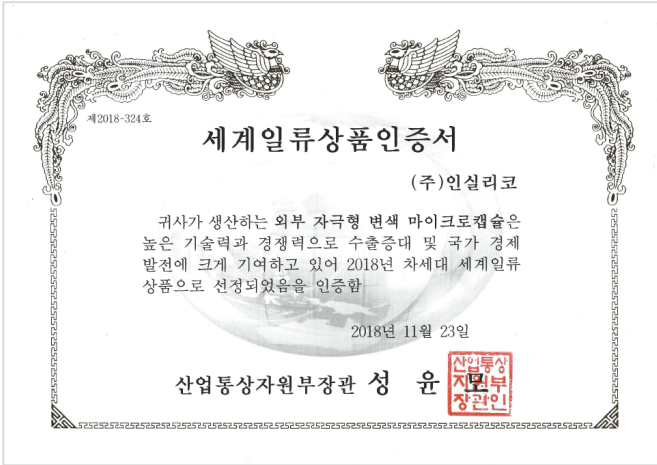 제2018-324호
세계일류상품인증서
(주)인실리코
귀사가 생산하는 외부 자극형 변색 마이크로캡슐은
높은 기술력과 경쟁력으로 수출증대 및 국가 경제
발전에 크게 기여하고 있어 2018년 차세대 세계일류
상품으로 선정되었음을 인증함
2018년 11월 23일
산업통상자원부장관 성 윤 모
산업통상
자원부
장관인